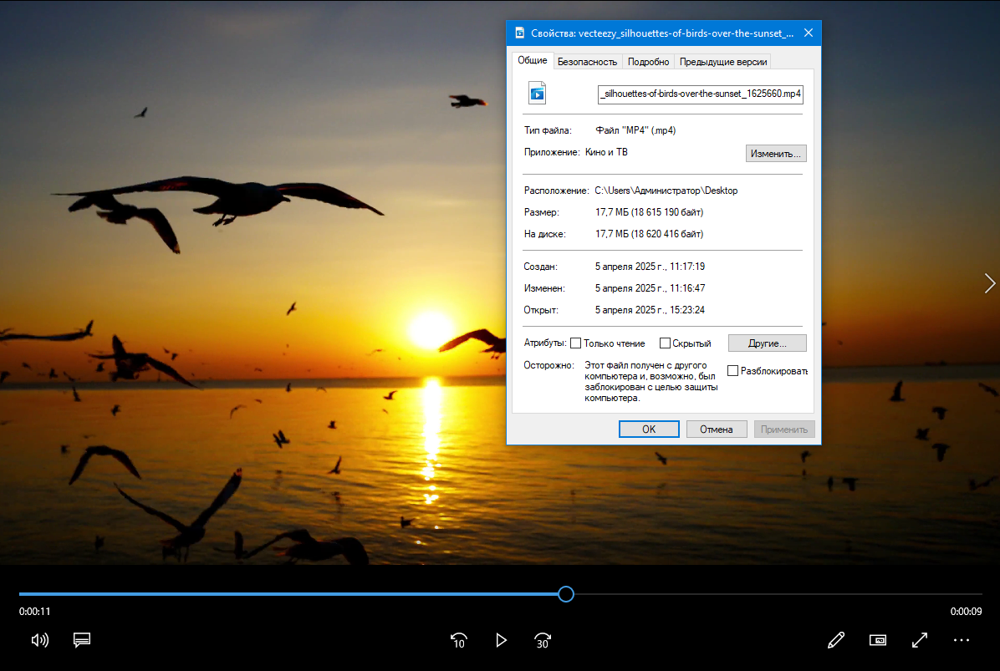 Свойства: vecteezy_silhouettes-of-birds-over-the-sunset_...
Общие Безопасность Подробно Предыдущие версии
_silhouettes-of-birds-over-the-sunset_1625660.mp4
Тип файла: Файл "MP4" (.mp4)
Приложение: Кино и ТВ Изменить...
Расположение: C:\Users\Администратор\Desktop
Размер: 17,7 МБ (18 615 190 байт)
На диске: 17,7 МБ (18 620 416 байт)
Создан: 5 апреля 2025 г., 11:17:19
Изменен: 5 апреля 2025 г., 11:16:47
Открыт: 5 апреля 2025 г., 15:23:24
Атрибуты: Только чтение Скрытый Другие...
Осторожно: Этот файл получен с другого
компьютера и, возможно, был
заблокирован с целью защиты
компьютера.
Разблокировать
OK Отмена Применить
0:00:11 0:00:09
10 30